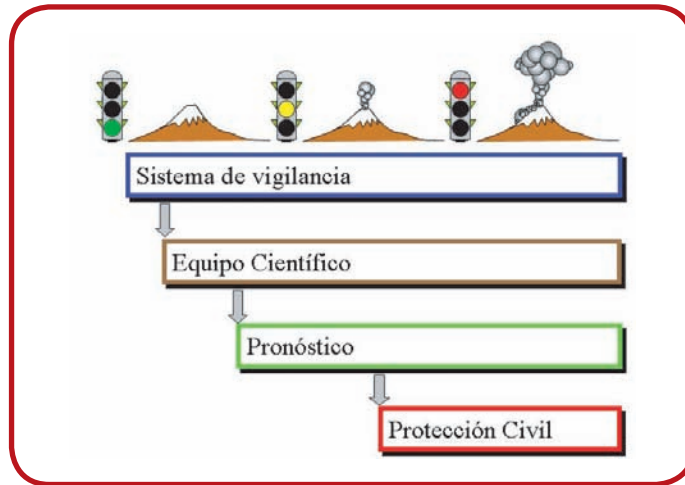 Sistema de vigilancia
Equipo Científico
Pronóstico
Protección Civil